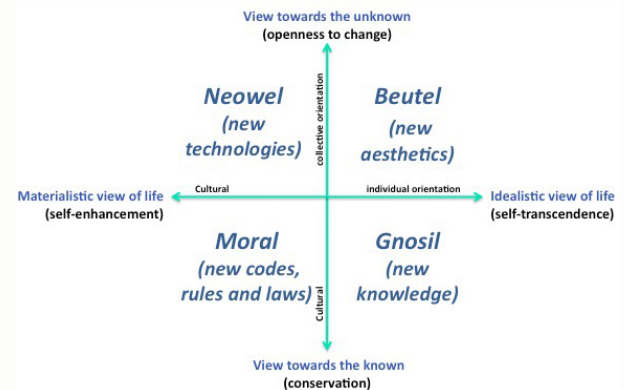 View towards the unknown
(openness to change)
Neowel
(new
technologies)
collective orientation
Beutel
(new
aesthetics)
Materialistic view of life
(self-enhancement)
Cultural
individual orientation
Idealistic view of life
(self-transcendence)
Moral
(new codes,
rules and laws)
Cultural
Gnosil
(new
knowledge)
View towards the known
(conservation)